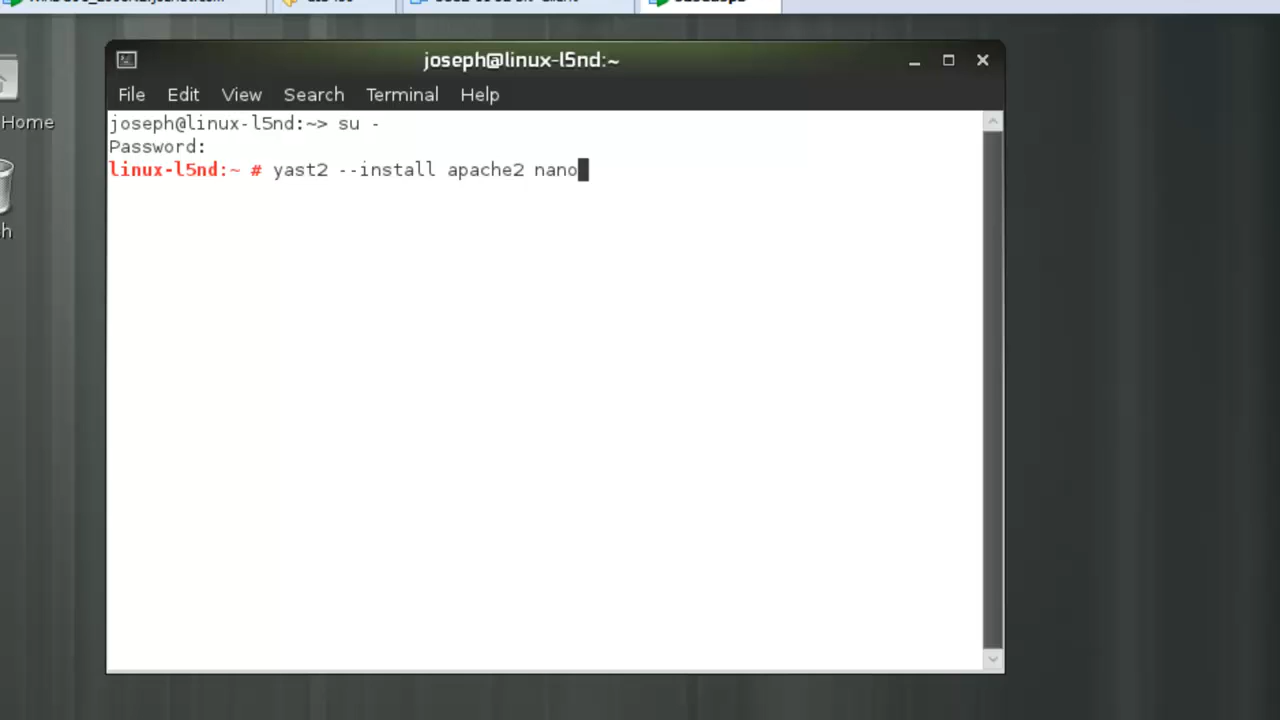 joseph@linux-l5nd:~
File Edit View Search Terminal Help
joseph@linux-l5nd:~> su -
Password:
linux-l5nd:~ # yast2 --install apache2 nano
Home